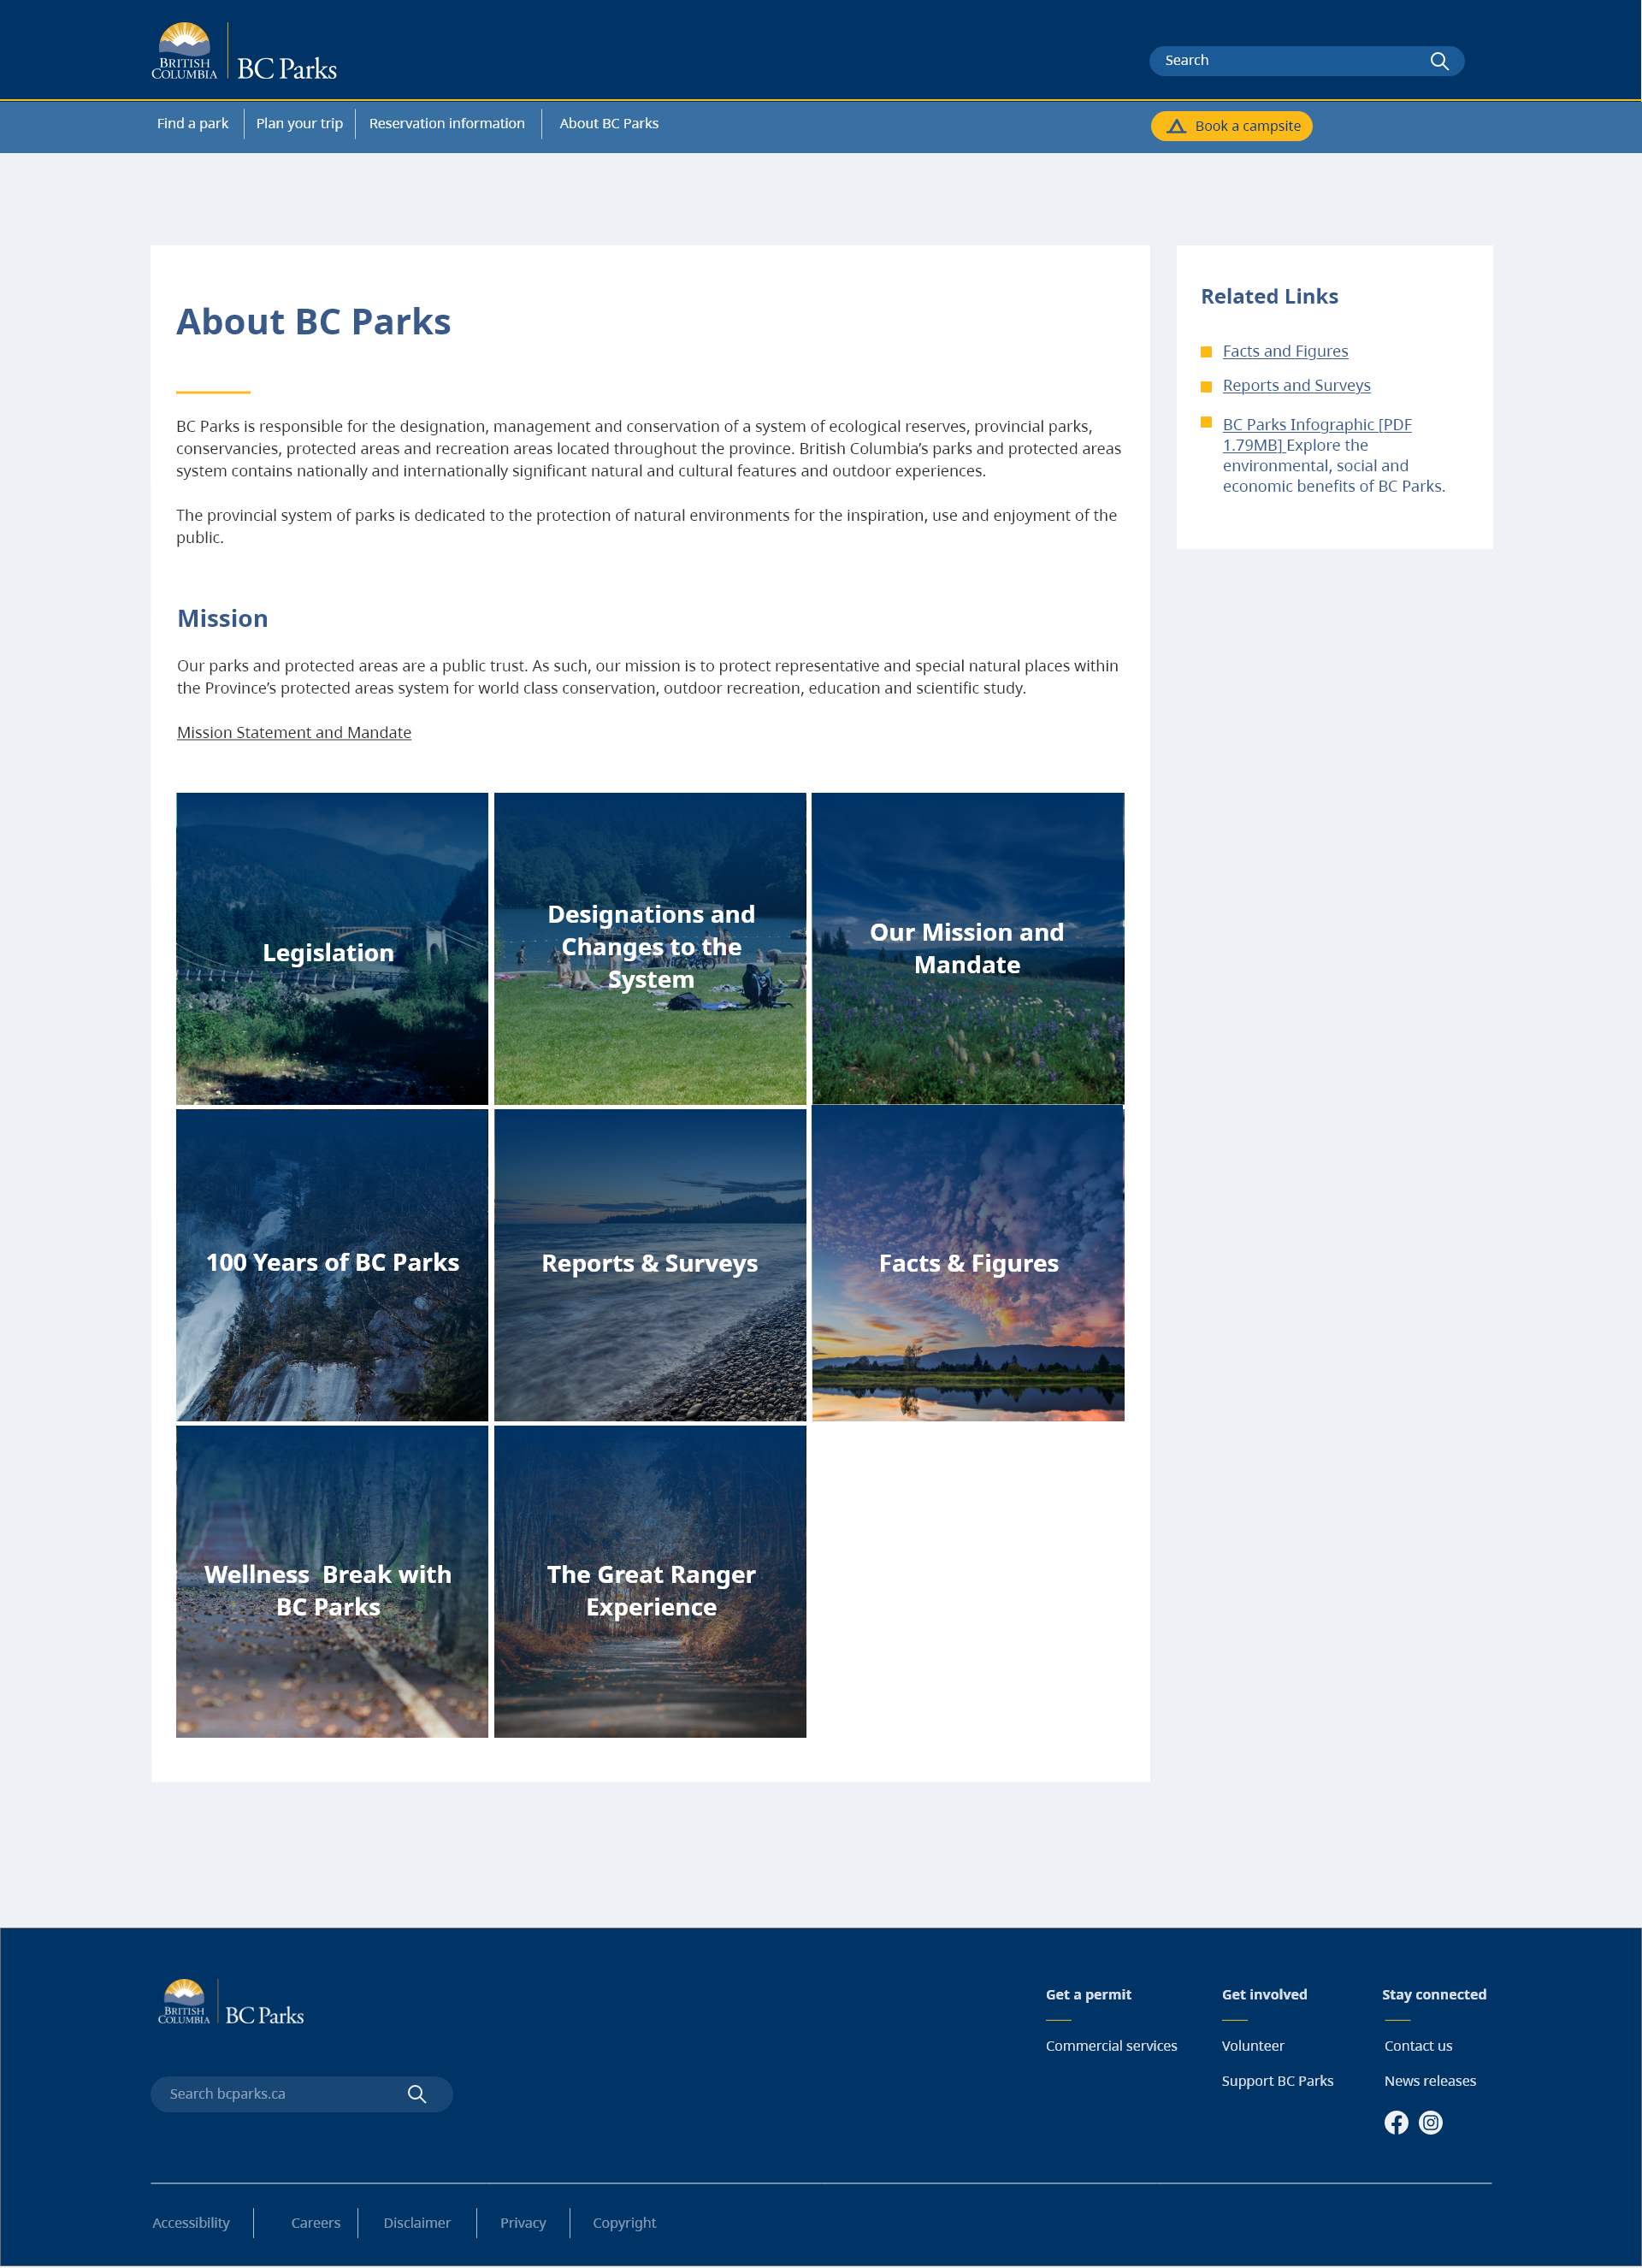 BRITISH
COLUMBIA
BC Parks
Search
Find a park
Plan your trip
Reservation information
About BC Parks
Book a campsite
About BC Parks
BC Parks is responsible for the designation, management and conservation of a system of ecological reserves, provincial parks,
conservancies, protected areas and recreation areas located throughout the province. British Columbia’s parks and protected areas
system contains nationally and internationally significant natural and cultural features and outdoor experiences.
The provincial system of parks is dedicated to the protection of natural environments for the inspiration, use and enjoyment of the
public.
Mission
Our parks and protected areas are a public trust. As such, our mission is to protect representative and special natural places within
the Province’s protected areas system for world class conservation, outdoor recreation, education and scientific study.
Mission Statement and Mandate
Legislation
Designations and
Changes to the
System
Our Mission and
Mandate
100 Years of BC Parks
Reports & Surveys
Facts & Figures
Wellness  Break with
BC Parks
The Great Ranger
Experience
Related Links
Facts and Figures
Reports and Surveys
BC Parks Infographic [PDF
1.79MB] Explore the
environmental, social and
economic benefits of BC Parks.
BRITISH
COLUMBIA
BC Parks
Search bcparks.ca
Get a permit
Commercial services
Get involved
Volunteer
Support BC Parks
Stay connected
Contact us
News releases
Accessibility
Careers
Disclaimer
Privacy
Copyright